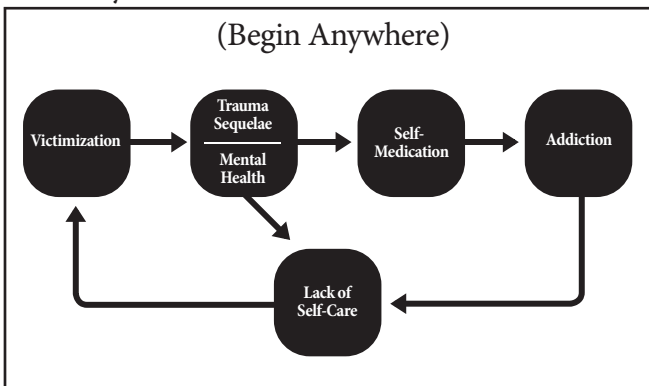 (Begin Anywhere)
Victimization
Trauma
Sequelae
Mental
Health
Self-
Medication
Addiction
Lack of
Self-Care